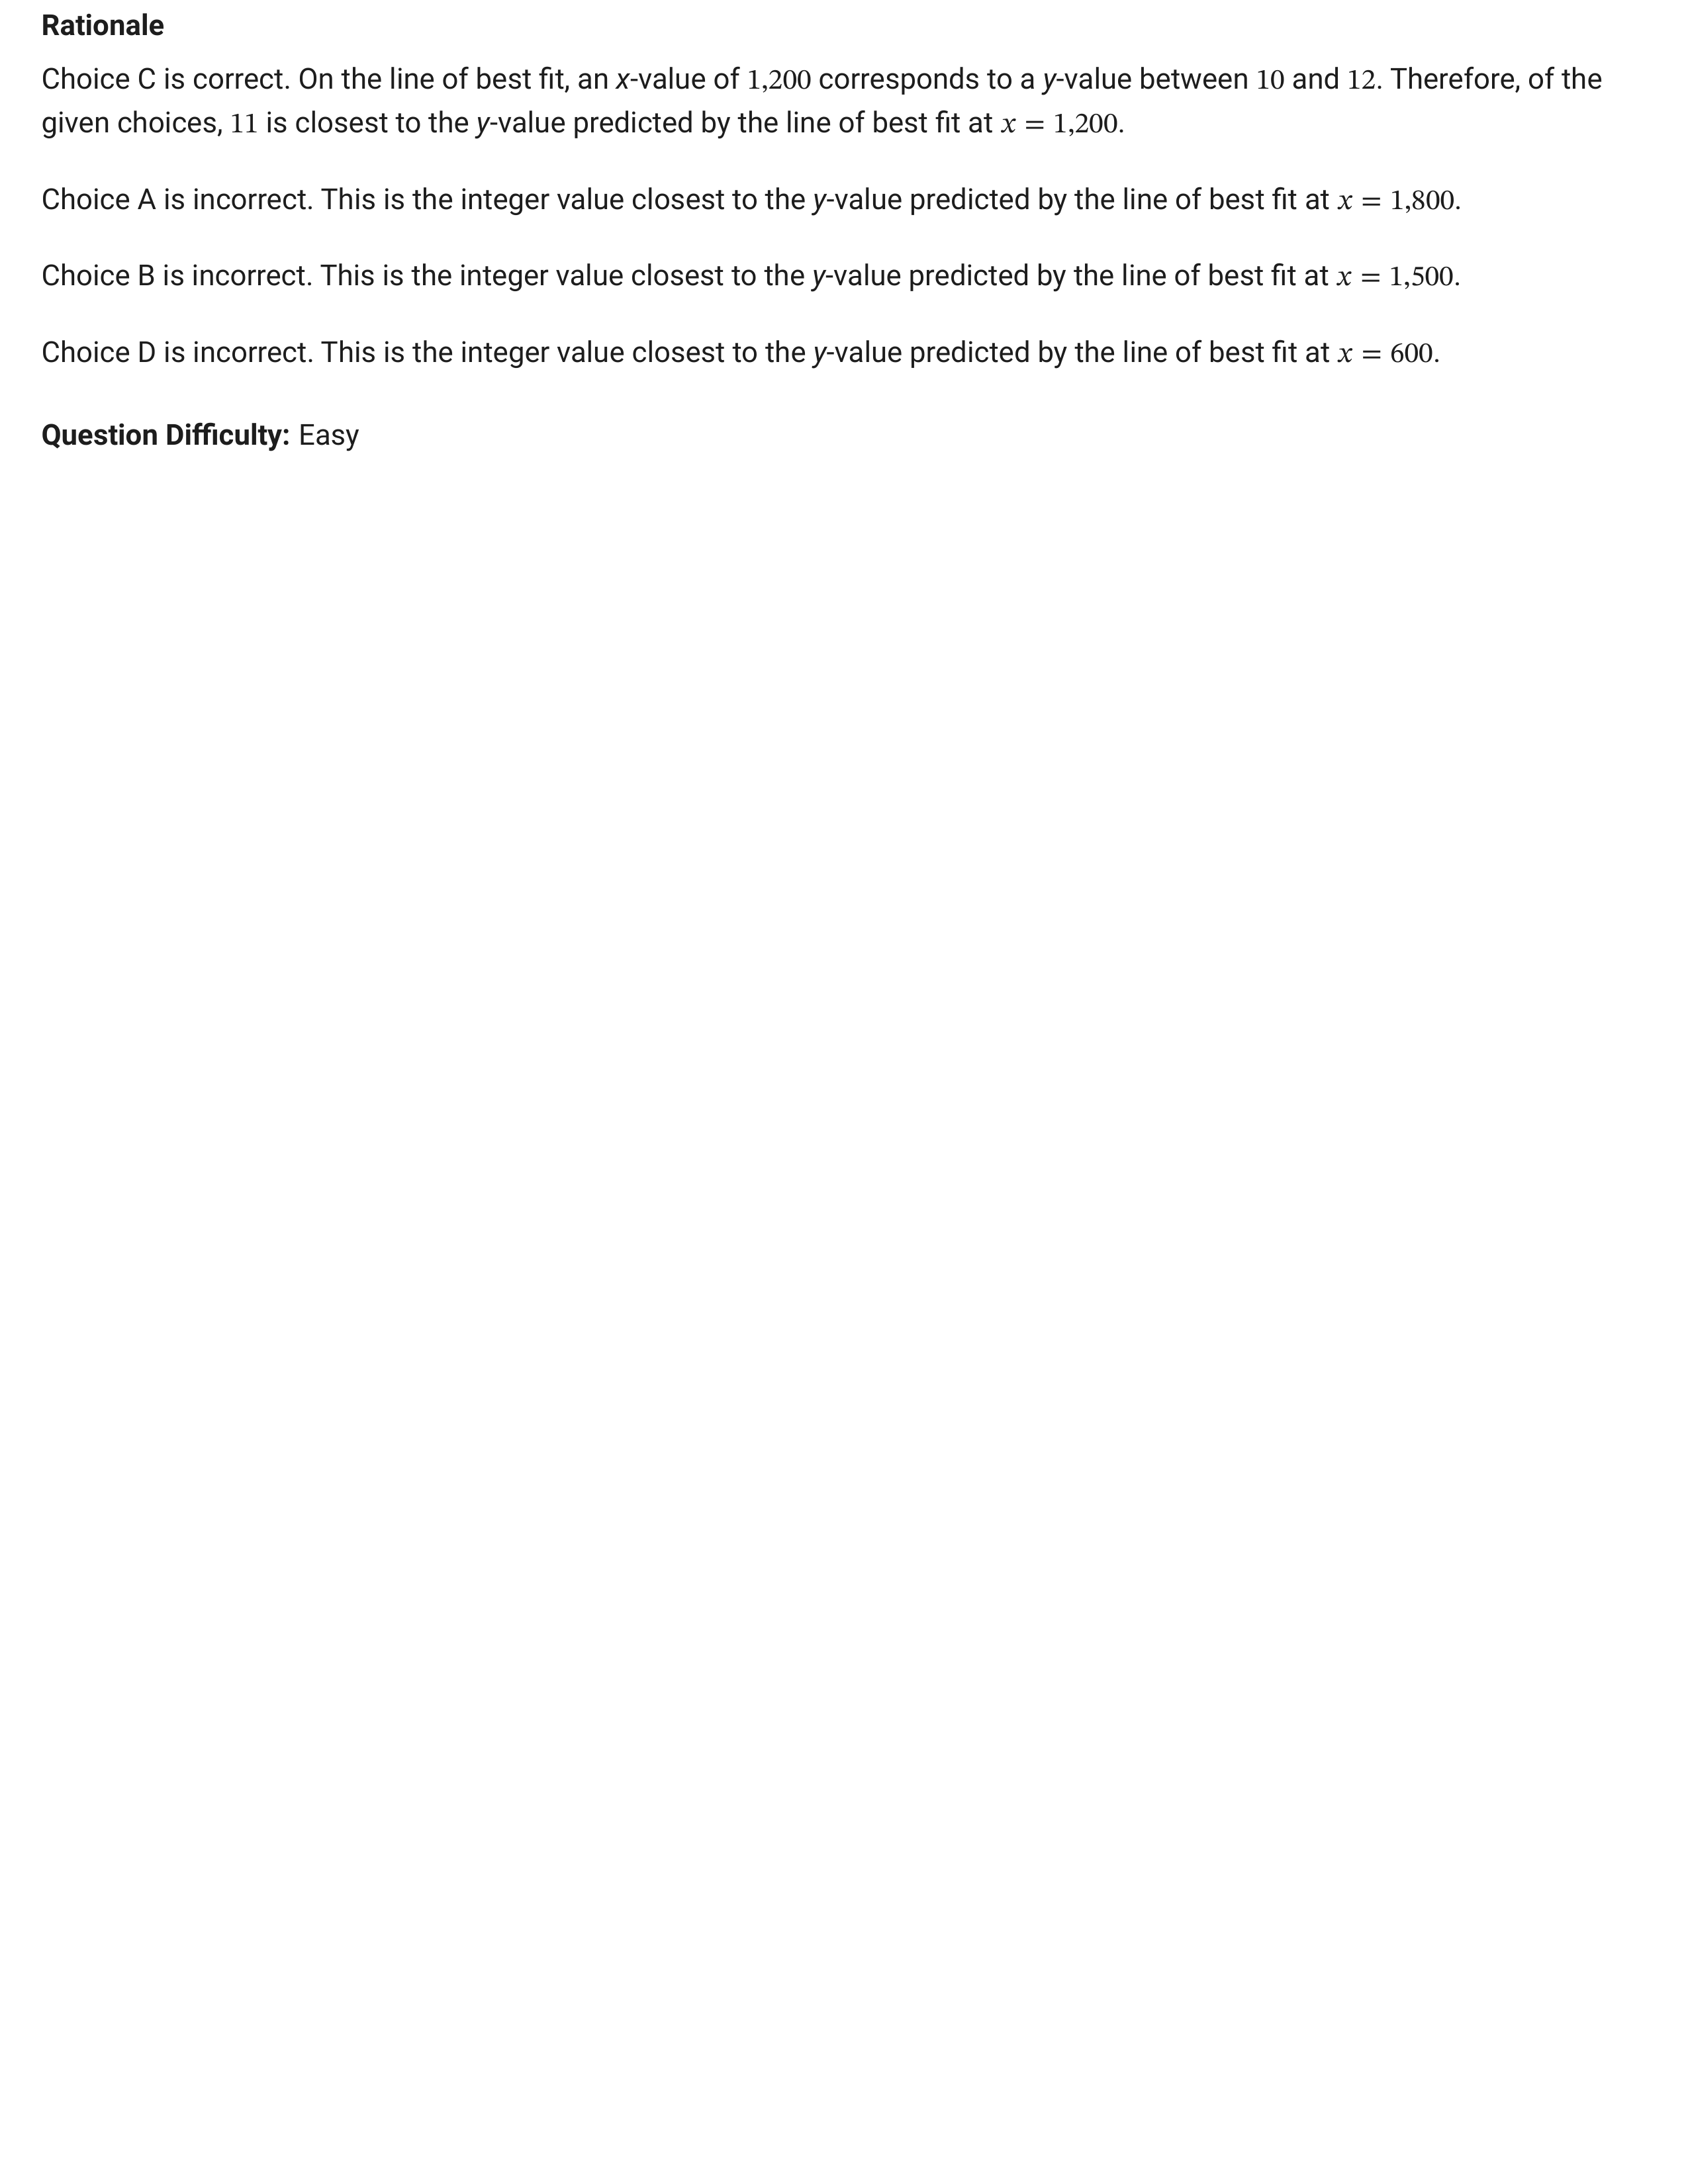 Rationale
Choice C is correct. On the line of best fit, an x-value of 1,200 corresponds to a y-value between 10 and 12. Therefore, of the
given choices, 11 is closest to the y-value predicted by the line of best fit at x = 1,200.
Choice A is incorrect. This is the integer value closest to the y-value predicted by the line of best fit at x = 1,800.
Choice B is incorrect. This is the integer value closest to the y-value predicted by the line of best fit at x = 1,500.
Choice D is incorrect. This is the integer value closest to the y-value predicted by the line of best fit at x = 600.
Question Difficulty: Easy